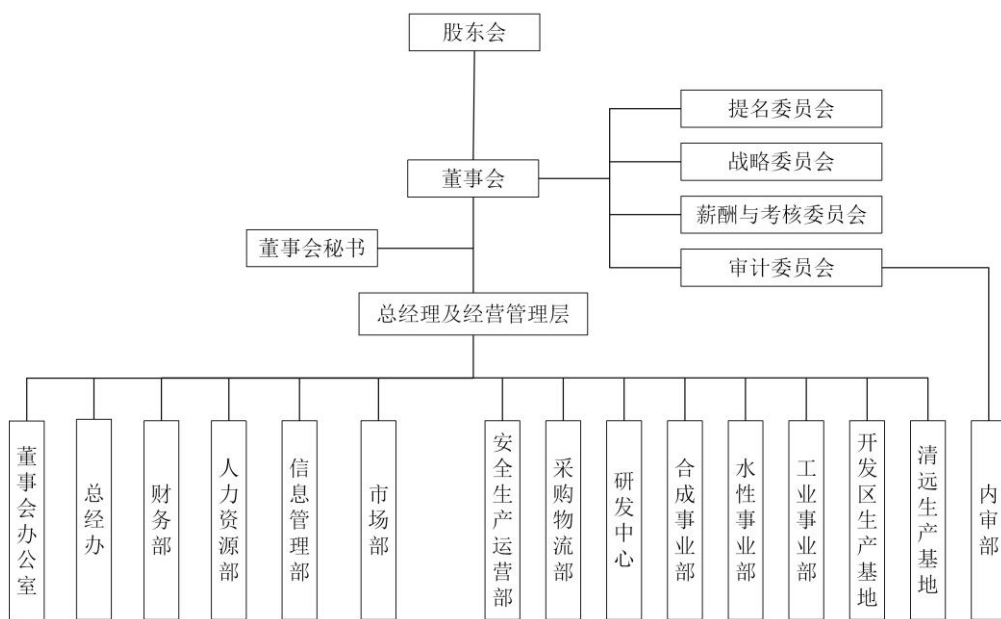 股东会
提名委员会
战略委员会
董事会
薪酬与考核委员会
董事会秘书
审计委员会
总经理及经营管理层
董事会办公室
总经办
财务部
人力资源部
信息管理部
市场部
安全生产运营部
采购物流部
研发中心
合成事业部
水性事业部
工业事业部
开发区生产基地
清远生产基地
内审部